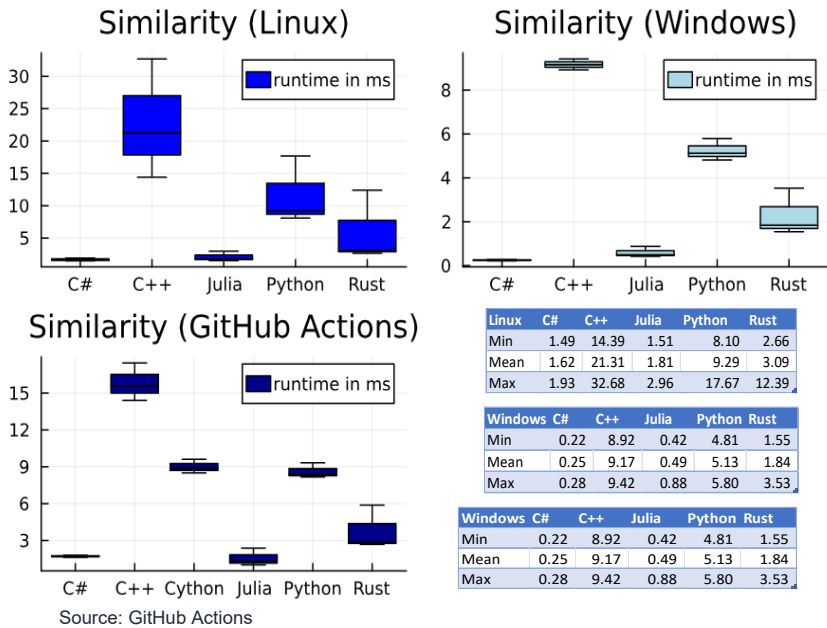 Similarity (Linux)
runtime in ms
30
25
20
15
10
5
C# C++ Julia Python Rust
Similarity (Windows)
runtime in ms
8
6
4
2
0
C# C++ Julia Python Rust
Similarity (GitHub Actions)
runtime in ms
15
12
9
6
3
C# C++ Cython Julia Python Rust
Source: GitHub Actions
Linux C# C++ Julia Python Rust
Min 1.49 14.39 1.51 8.10 2.66
Mean 1.62 21.31 1.81 9.29 3.09
Max 1.93 32.68 2.96 17.67 12.39
Windows C# C++ Julia Python Rust
Min 0.22 8.92 0.42 4.81 1.55
Mean 0.25 9.17 0.49 5.13 1.84
Max 0.28 9.42 0.88 5.80 3.53
Windows C# C++ Julia Python Rust
Min 0.22 8.92 0.42 4.81 1.55
Mean 0.25 9.17 0.49 5.13 1.84
Max 0.28 9.42 0.88 5.80 3.53